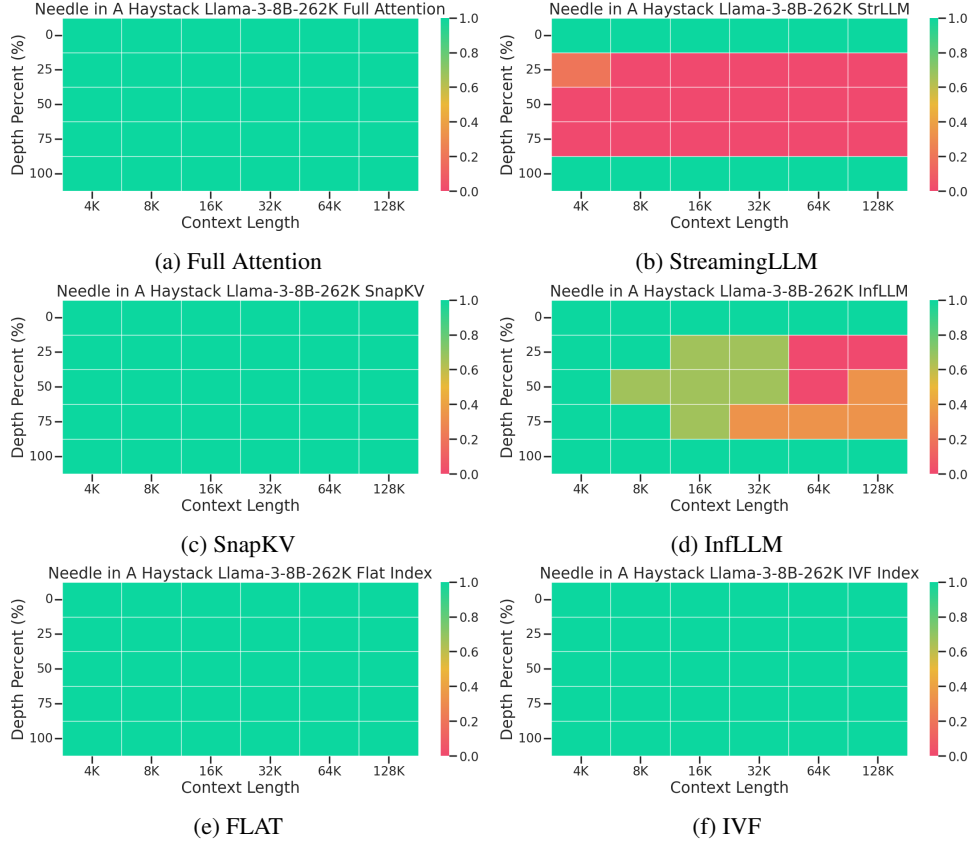 Needle in A Haystack Llama-3-8B-262K Full Attention
Depth Percent (%)
0
25
50
75
100
4K 8K 16K 32K 64K 128K
Context Length
1.0
0.8
0.6
0.4
0.2
0.0
(a) Full Attention
Needle in A Haystack Llama-3-8B-262K StrLLM
Depth Percent (%)
0
25
50
75
100
4K 8K 16K 32K 64K 128K
Context Length
1.0
0.8
0.6
0.4
0.2
0.0
(b) StreamingLLM
Needle in A Haystack Llama-3-8B-262K SnapKV
Depth Percent (%)
0
25
50
75
100
4K 8K 16K 32K 64K 128K
Context Length
1.0
0.8
0.6
0.4
0.2
0.0
(c) SnapKV
Needle in A Haystack Llama-3-8B-262K InfLLM
Depth Percent (%)
0
25
50
75
100
4K 8K 16K 32K 64K 128K
Context Length
1.0
0.8
0.6
0.4
0.2
0.0
(d) InfLLM
Needle in A Haystack Llama-3-8B-262K Flat Index
Depth Percent (%)
0
25
50
75
100
4K 8K 16K 32K 64K 128K
Context Length
1.0
0.8
0.6
0.4
0.2
0.0
(e) FLAT
Needle in A Haystack Llama-3-8B-262K IVF Index
Depth Percent (%)
0
25
50
75
100
4K 8K 16K 32K 64K 128K
Context Length
1.0
0.8
0.6
0.4
0.2
0.0
(f) IVF